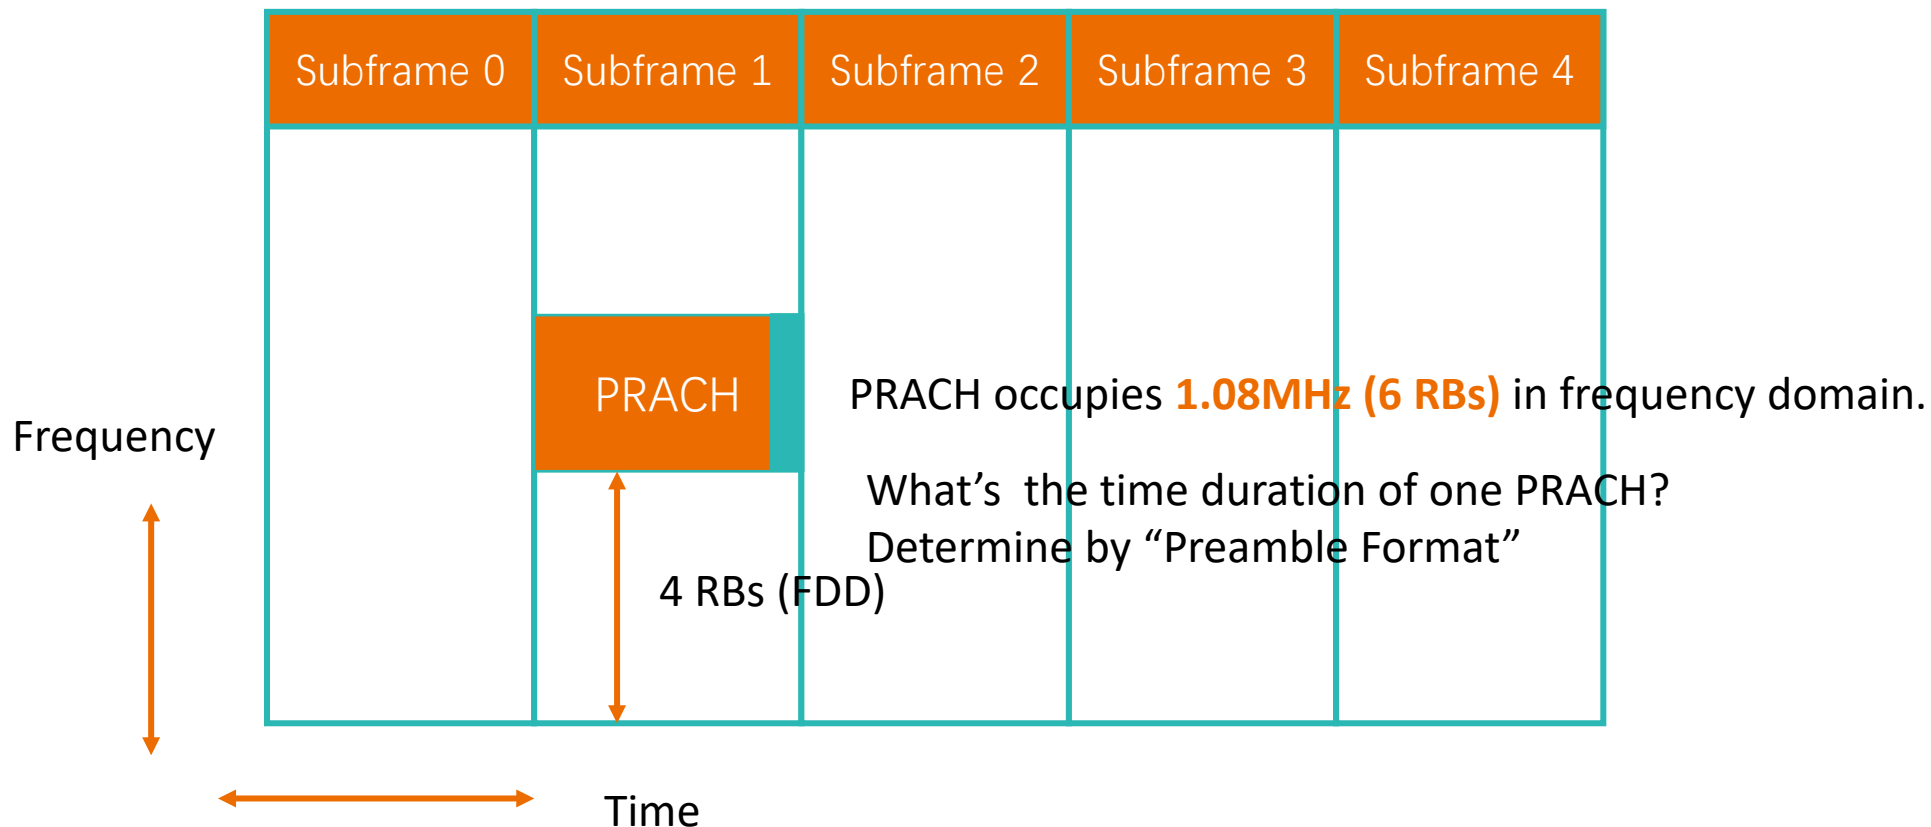 Subframe 0 Subframe 1 Subframe 2 Subframe 3 Subframe 4
PRACH
PRACH occupies 1.08MHz (6 RBs) in frequency domain.
Frequency
What's  the time duration of one PRACH?
Determine by “Preamble Format”
4 RBs (FDD)
Time